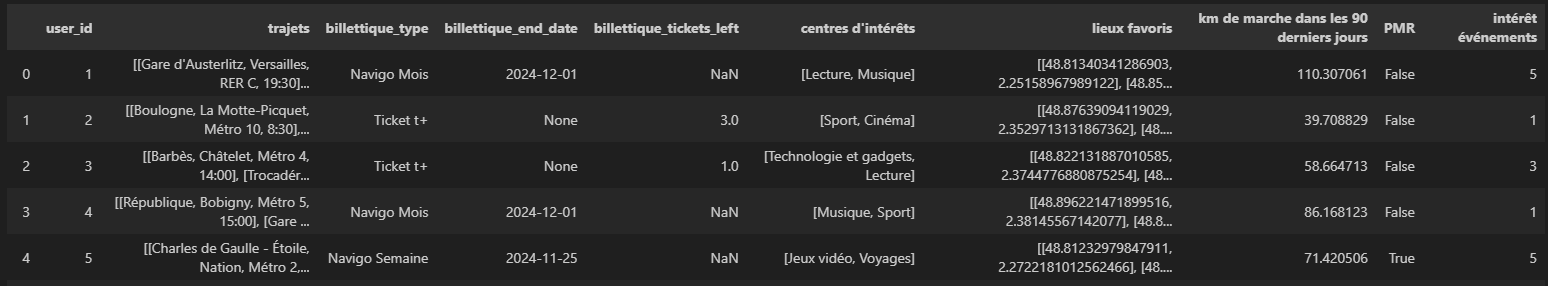 user_id trajets billettique_type billettique_end_date billettique_tickets_left centres d'intérêts lieux favoris km de marche dans les 90 derniers jours PMR intérêt événements
0 1 [[Gare d'Austerlitz, Versailles, RER C, 19:30]... Navigo Mois 2024-12-01 NaN [Lecture, Musique] [[48.81340341286903, 2.25158967989122], [48.85... 110.307061 False 5
1 2 [[Boulogne, La Motte-Picquet, Métro 10, 8:30],... Ticket t+ None 3.0 [Sport, Cinéma] [[48.87639094119029, 2.3529713131867362], [48.... 39.708829 False 1
2 3 [[Barbès, Châtelet, Métro 4, 14:00], [Trocadér... Ticket t+ None 1.0 [Technologie et gadgets, Lecture] [[48.822131887010585, 2.3744776880875254], [48... 58.664713 False 3
3 4 [[République, Bobigny, Métro 5, 15:00], [Gare ... Navigo Mois 2024-12-01 NaN [Musique, Sport] [[48.896221471899516, 2.38145567142077], [48.8... 86.168123 False 1
4 5 [[Charles de Gaulle - Étoile, Nation, Métro 2,... Navigo Semaine 2024-11-25 NaN [Jeux vidéo, Voyages] [[48.81232979847911, 2.2722181012562466], [48.... 71.420506 True 5